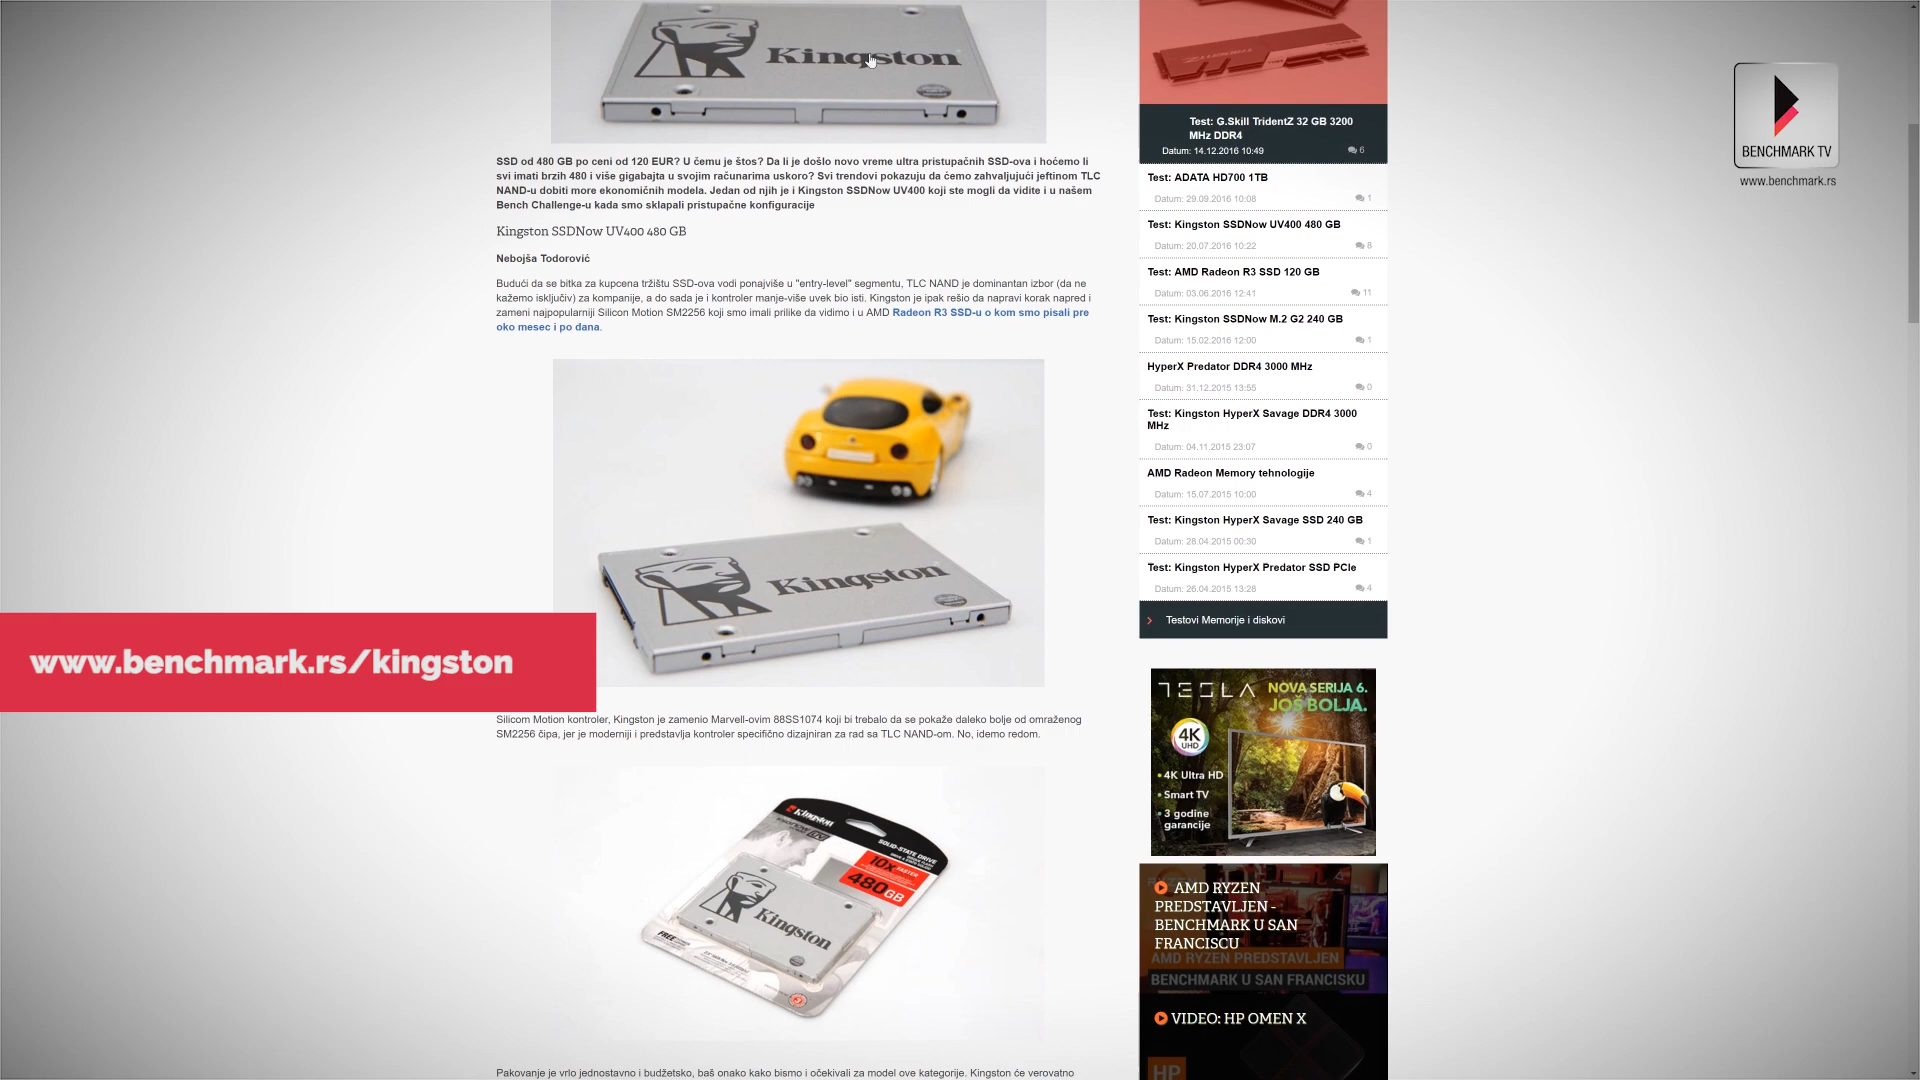 Kingston
SSD od 480 GB po ceni od 120 EUR? U čemu je štos? Da li je došlo novo vreme ultra pristupačnih SSD-ova i hoćemo li
svi imati brzih 480 i više gigabajta u svojim računarima uskoro? Svi trendovi pokazuju da ćemo zahvaljujući jeftinom TLC
NAND-u dobiti more ekonomičnih modela. Jedan od njih je i Kingston SSDNow UV400 koji ste mogli da vidite i u našem
Bench Challenge-u kada smo sklapali pristupačne konfiguracije
Kingston SSDNow UV400 480 GB
Nebojša Todorović
Budući da se bitka za kupcena tržištu SSD-ova vodi ponajviše u "entry-level" segmentu, TLC NAND je dominantan izbor (da ne
kažemo isključiv) za kompanije, a do sada je i kontroler manje-više uvek bio isti. Kingston je ipak rešio da napravi korak napred i
zameni najpopularniji Silicon Motion SM2256 koji smo imali prilike da vidimo i u AMD Radeon R3 SSD-u o kom smo pisali pre
oko mesec i po dana.
Kingston
www.benchmark.rs/kingston
Silicom Motion kontroler, Kingston je zamenio Marvell-ovim 88SS1074 koji bi trebalo da se pokaže daleko bolje od omraženog
SM2256 čipa, jer je moderniji i predstavlja kontroler specifično dizajniran za rad sa TLC NAND-om. No, idemo redom.
Kingston
SOLID-STATE DRIVE
10X FASTER
480GB
Kingston
FREE
Pakovanje je vrlo jednostavno i budžetsko, baš onako kako bismo i očekivali za model ove kategorije. Kingston će verovatno
Test: G.Skill TridentZ 32 GB 3200
MHz DDR4
Datum: 14.12.2016 10:49 6
Test: ADATA HD700 1TB
Datum: 29.09.2016 10:08 1
Test: Kingston SSDNow UV400 480 GB
Datum: 20.07.2016 10:22 8
Test: AMD Radeon R3 SSD 120 GB
Datum: 03.06.2016 12:41 11
Test: Kingston SSDNow M.2 G2 240 GB
Datum: 15.02.2016 12:00 1
HyperX Predator DDR4 3000 MHz
Datum: 31.12.2015 13:55 0
Test: Kingston HyperX Savage DDR4 3000
MHz
Datum: 04.11.2015 23:07 0
AMD Radeon Memory tehnologije
Datum: 15.07.2015 10:00 4
Test: Kingston HyperX Savage SSD 240 GB
Datum: 28.04.2015 00:30 1
Test: Kingston HyperX Predator SSD PCIe
Datum: 26.04.2015 13:28 4
Testovi Memorije i diskovi
TESLA
NOVA SERIJA 6.
JOŠ BOLJA.
4K
UHD
• 4K Ultra HD
• Smart TV
• 3 godine
garancije
AMD RYZEN
PREDSTAVLJEN -
BENCHMARK U SAN
FRANCISCU
AMD RYZEN PREDSTAVLJEN
BENCHMARK U SAN FRANCISKU
VIDEO: HP OMEN X
HP
BENCHMARK TV
www.benchmark.rs